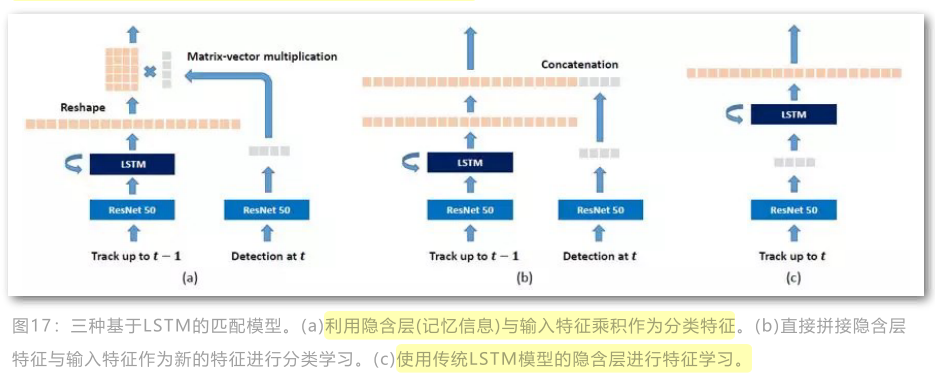 Matrix-vector multiplication
Reshape
LSTM
ResNet 50
ResNet 50
Track up to t − 1
Detection at t
(a)
Concatenation
LSTM
ResNet 50
ResNet 50
Track up to t − 1
Detection at t
(b)
LSTM
ResNet 50
Track up to t
(c)
图17：三种基于LSTM的匹配模型。(a)利用隐含层(记忆信息)与输入特征乘积作为分类特征。(b)直接拼接隐含层
特征与输入特征作为新的特征进行分类学习。(c)使用传统LSTM模型的隐含层进行特征学习。